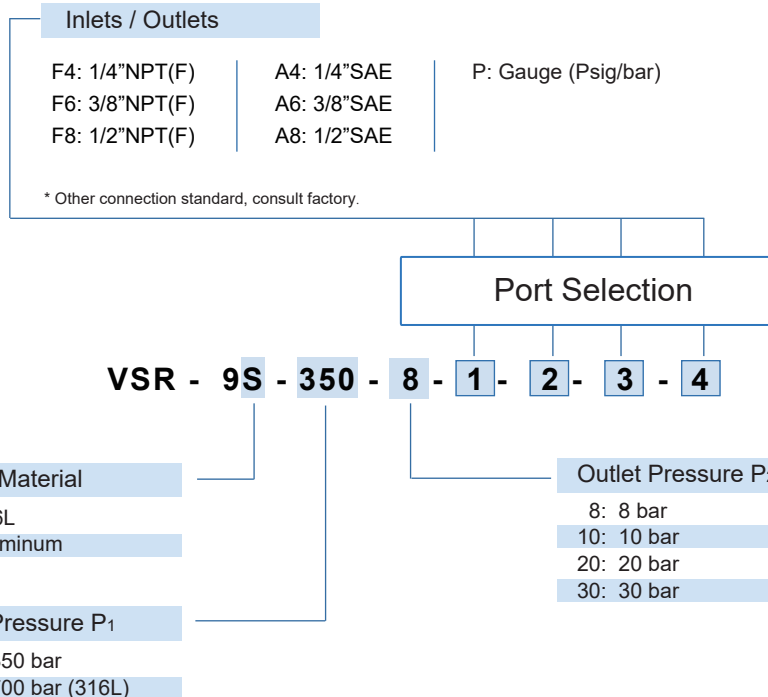 Inlets / Outlets
F4: 1/4”NPT(F) A4: 1/4”SAE P: Gauge (Psig/bar)
F6: 3/8”NPT(F) A6: 3/8”SAE
F8: 1/2”NPT(F) A8: 1/2”SAE
* Other connection standard, consult factory.
Port Selection
VSR - 9S - 350 - 8 - 1 - 2 - 3 - 4
Material
Outlet Pressure P
8: 8 bar
10: 10 bar
20: 20 bar
30: 30 bar
Pressure P1
50 bar
00 bar (316L)